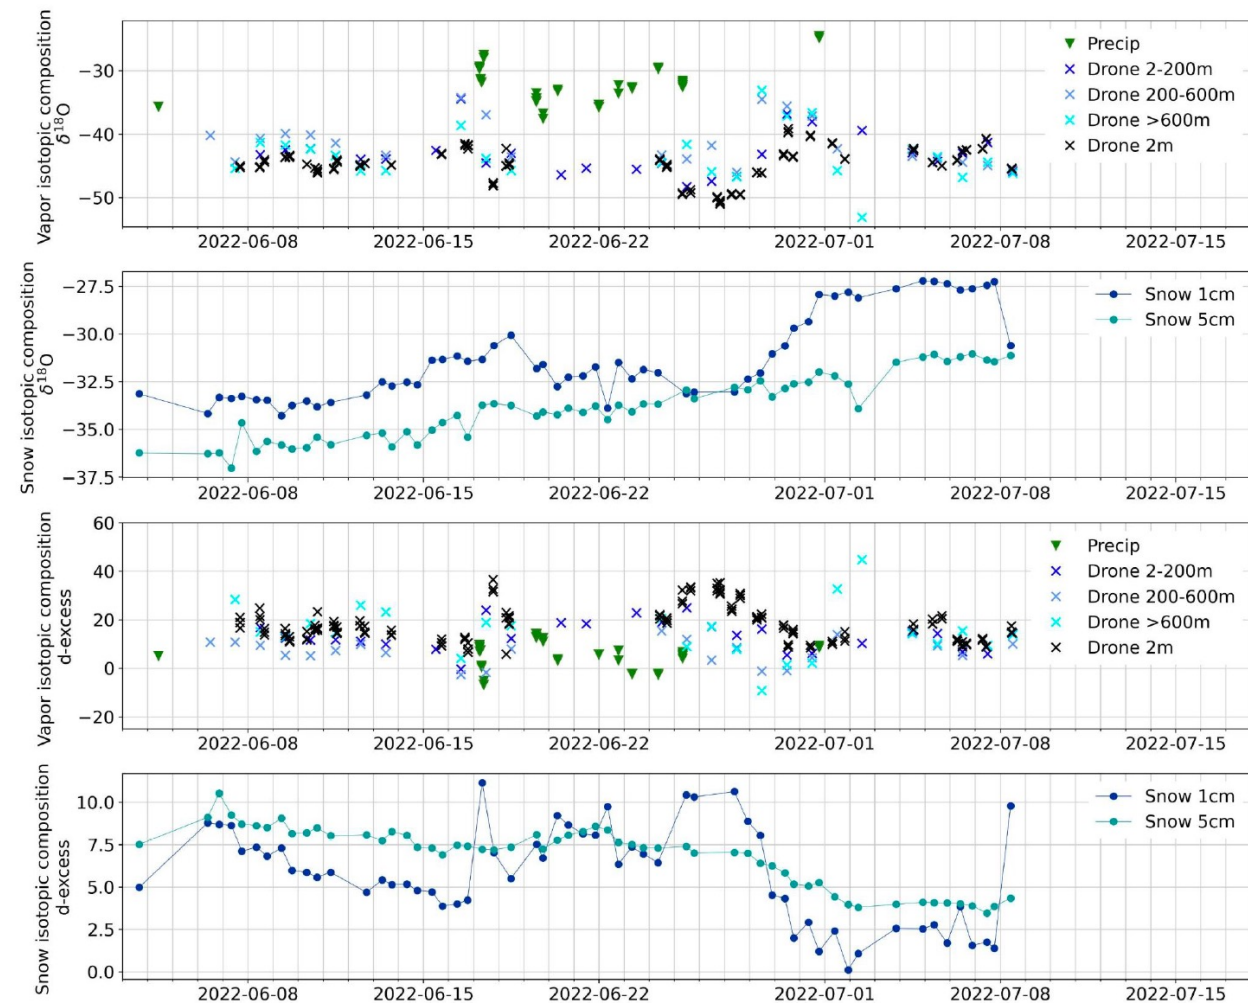 Vapor isotopic composition
δ¹⁸O
−30
−40
−50
Precip
Drone 2-200m
Drone 200-600m
Drone >600m
Drone 2m
2022-06-08 2022-06-15 2022-06-22 2022-07-01 2022-07-08 2022-07-15
Snow isotopic composition
δ¹⁸O
−27.5
−30.0
−32.5
−35.0
−37.5
Snow 1cm
Snow 5cm
2022-06-08 2022-06-15 2022-06-22 2022-07-01 2022-07-08 2022-07-15
Vapor isotopic composition
d-excess
60
40
20
0
−20
Precip
Drone 2-200m
Drone 200-600m
Drone >600m
Drone 2m
2022-06-08 2022-06-15 2022-06-22 2022-07-01 2022-07-08 2022-07-15
Snow isotopic composition
d-excess
10.0
7.5
5.0
2.5
0.0
Snow 1cm
Snow 5cm
2022-06-08 2022-06-15 2022-06-22 2022-07-01 2022-07-08 2022-07-15